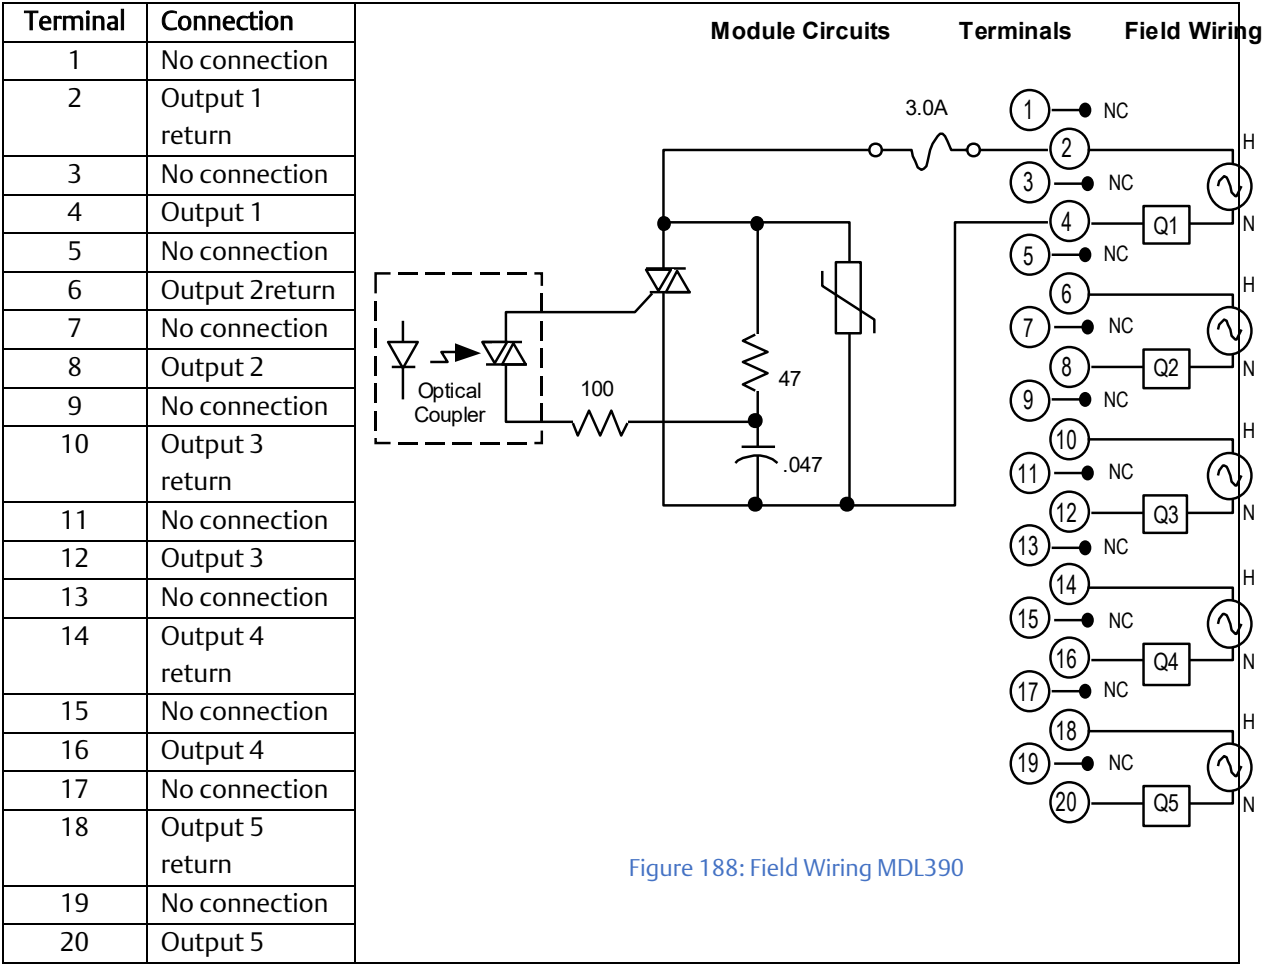 Terminal Connection
1 No connection
2 Output 1
return
3 No connection
4 Output 1
5 No connection
6 Output 2return
7 No connection
8 Output 2
9 No connection
10 Output 3
return
11 No connection
12 Output 3
13 No connection
14 Output 4
return
15 No connection
16 Output 4
17 No connection
18 Output 5
return
19 No connection
20 Output 5
Module Circuits Terminals Field Wiring
3.0A
1 NC
2 H
3 NC
4 Q1 N
5 NC
6 H
7 NC
8 Q2 N
9 NC
10 H
11 NC
12 Q3 N
13 NC
14 H
15 NC
16 Q4 N
17 NC
18 H
19 NC
20 Q5 N
Optical
Coupler
100
47
.047
Figure 188: Field Wiring MDL390